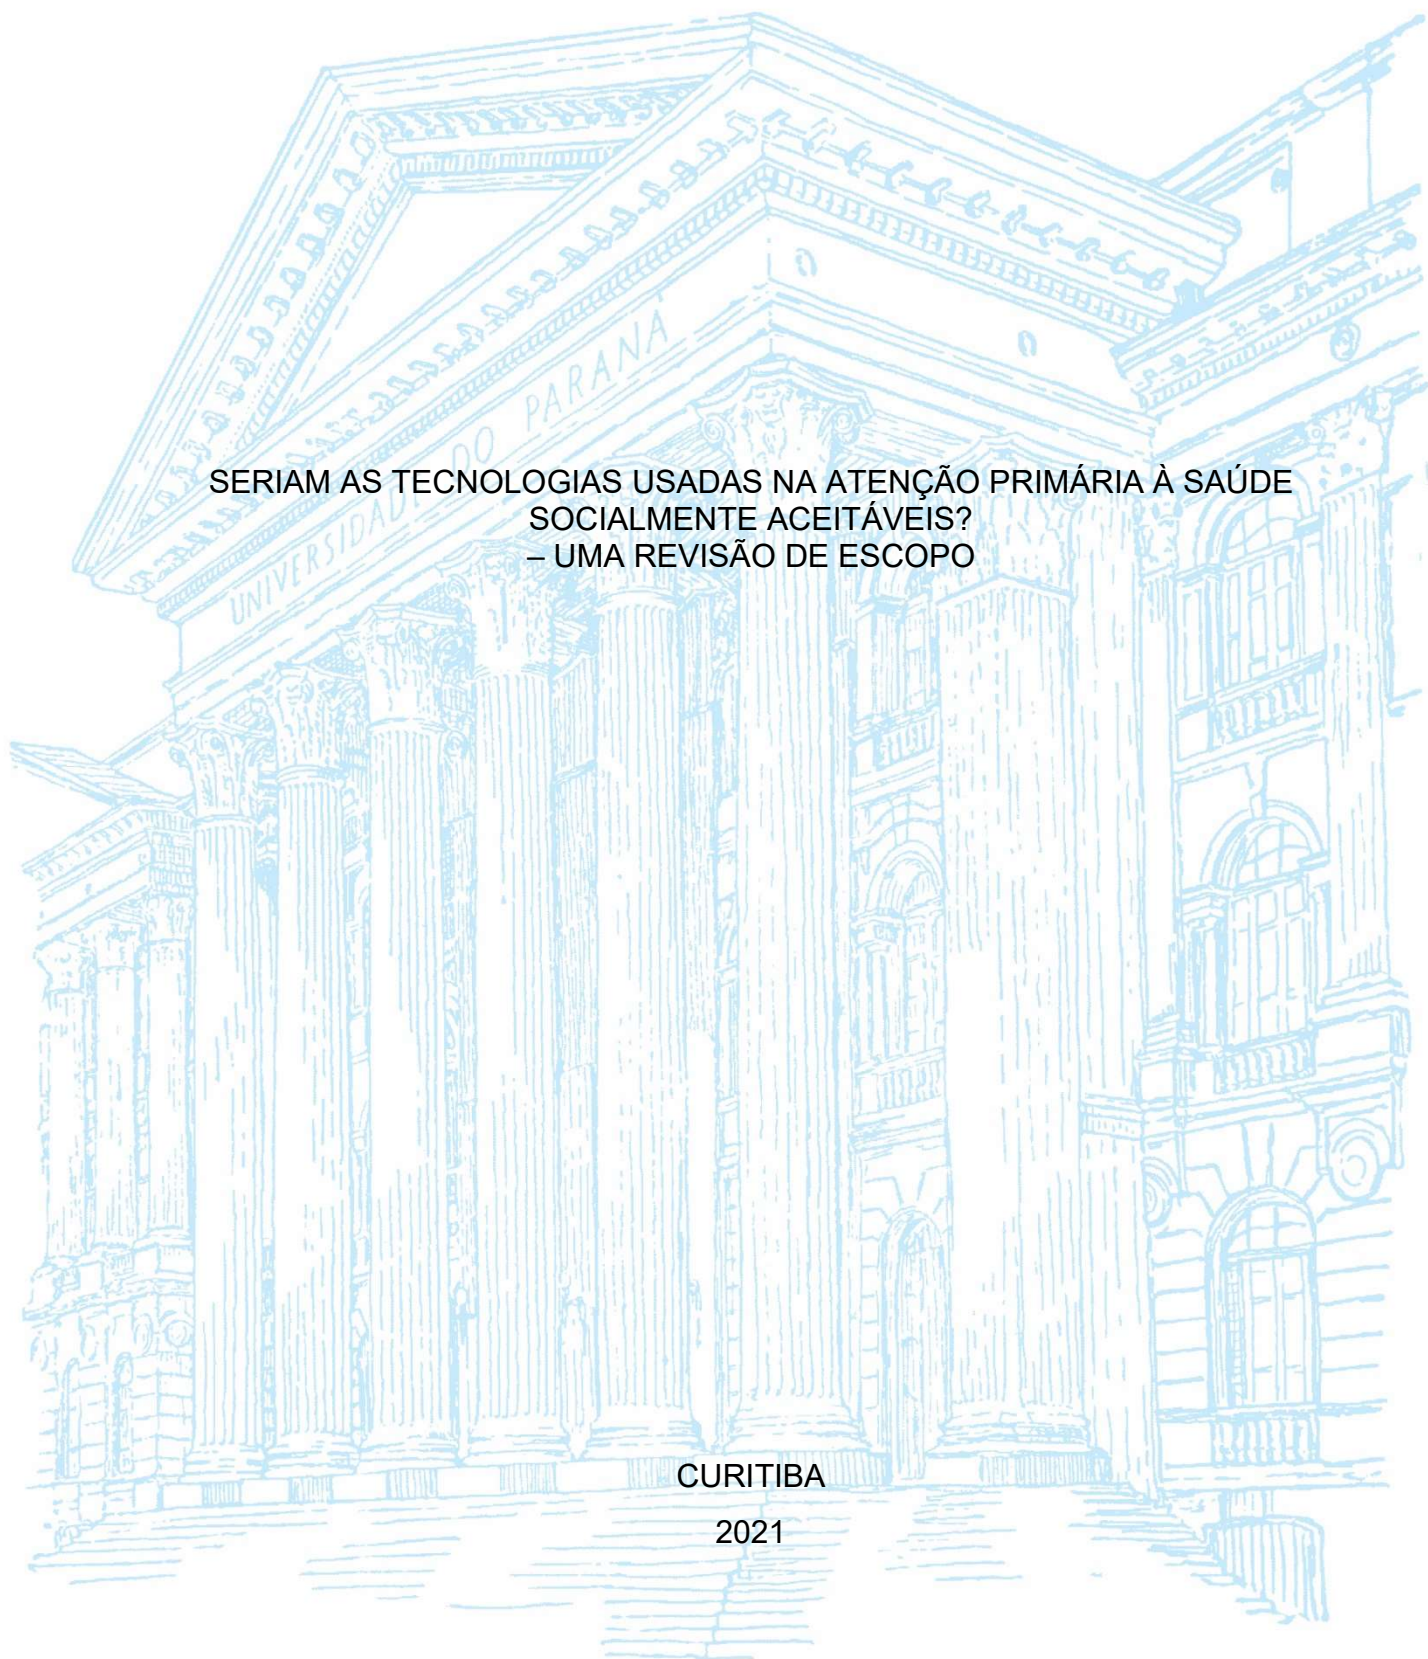 UNIVERSIDADE DO PARANÁ
SERIAM AS TECNOLOGIAS USADAS NA ATENÇÃO PRIMÁRIA À SAÚDE
SOCIALMENTE ACEITÁVEIS?
– UMA REVISÃO DE ESCOPO
CURITIBA
2021